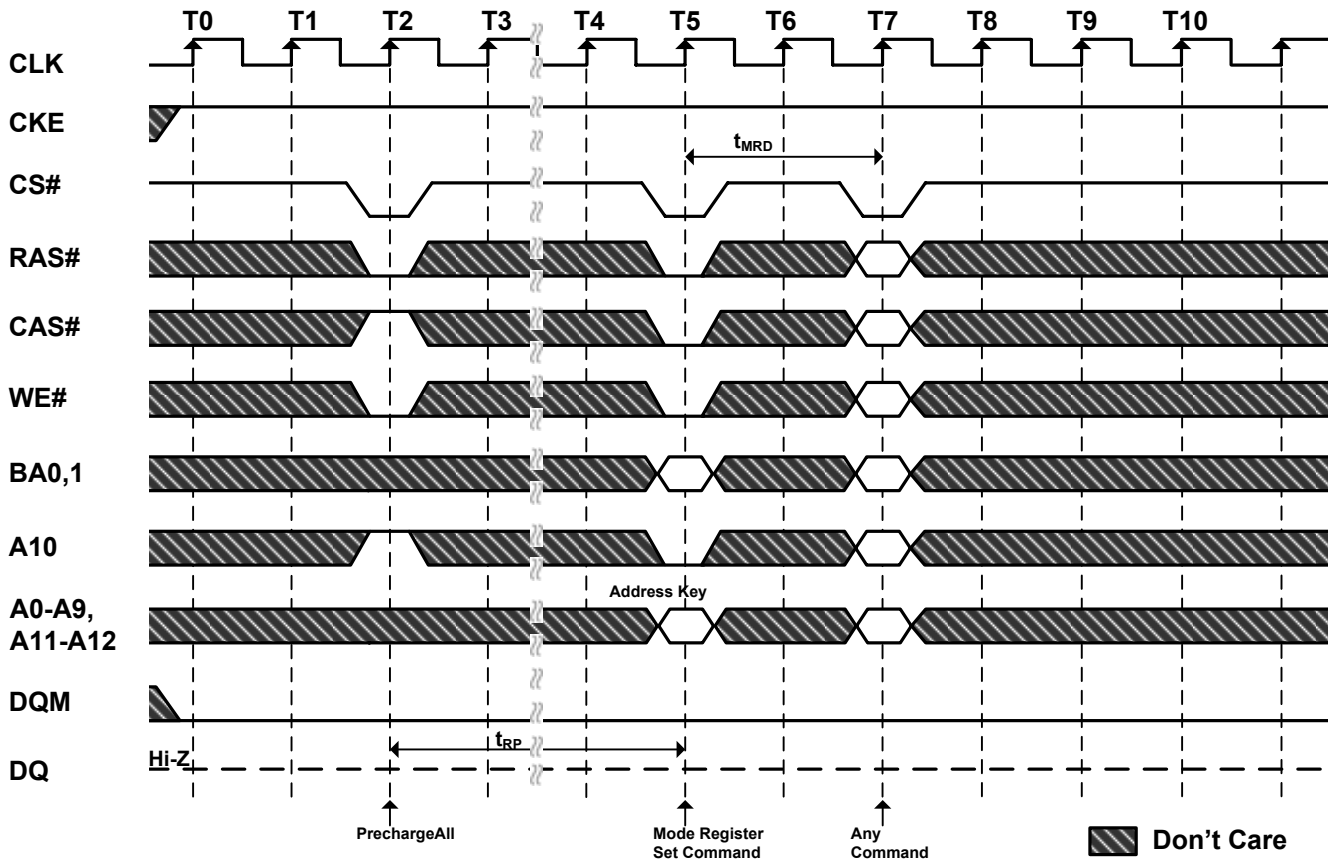 T0 T1 T2 T3 T4 T5 T6 T7 T8 T9 T10
CLK
CKE
tMRD
CS#
RAS#
CAS#
WE#
BA0,1
A10
Address Key
A0-A9,
A11-A12
DQM
tRP
Hi-Z
DQ
PrechargeAll
Mode Register
Set Command
Any
Command
Don't Care